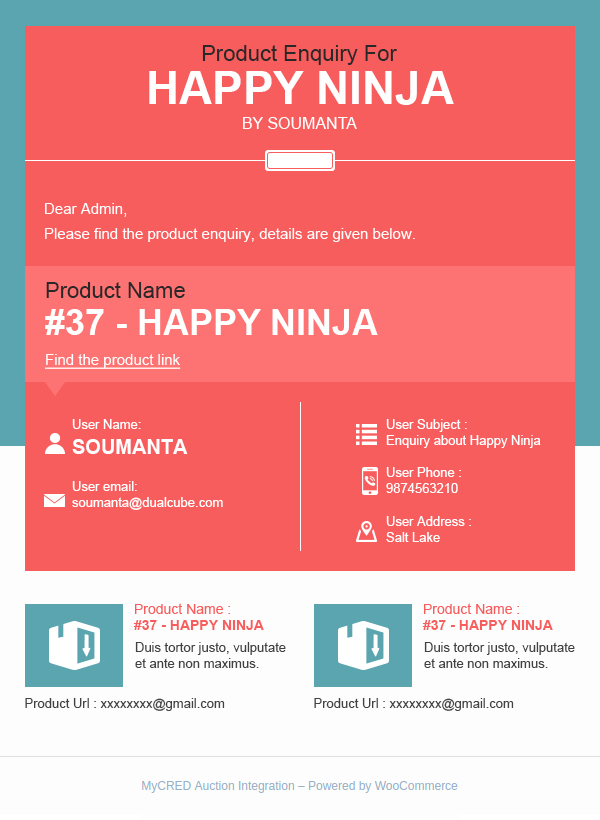 Product Enquiry For
HAPPY NINJA
BY SOUMANTA
Dear Admin,
Please find the product enquiry, details are given below.
Product Name
#37 - HAPPY NINJA
Find the product link
User Name:
SOUMANTA
User email:
soumanta@dualcube.com
User Subject :
Enquiry about Happy Ninja
User Phone :
9874563210
User Address :
Salt Lake
Product Name :
#37 - HAPPY NINJA
Duis tortor justo, vulputate
et ante non maximus.
Product Url : xxxxxxxx@gmail.com
Product Name :
#37 - HAPPY NINJA
Duis tortor justo, vulputate
et ante non maximus.
Product Url : xxxxxxxx@gmail.com
MyCRED Auction Integration – Powered by WooCommerce